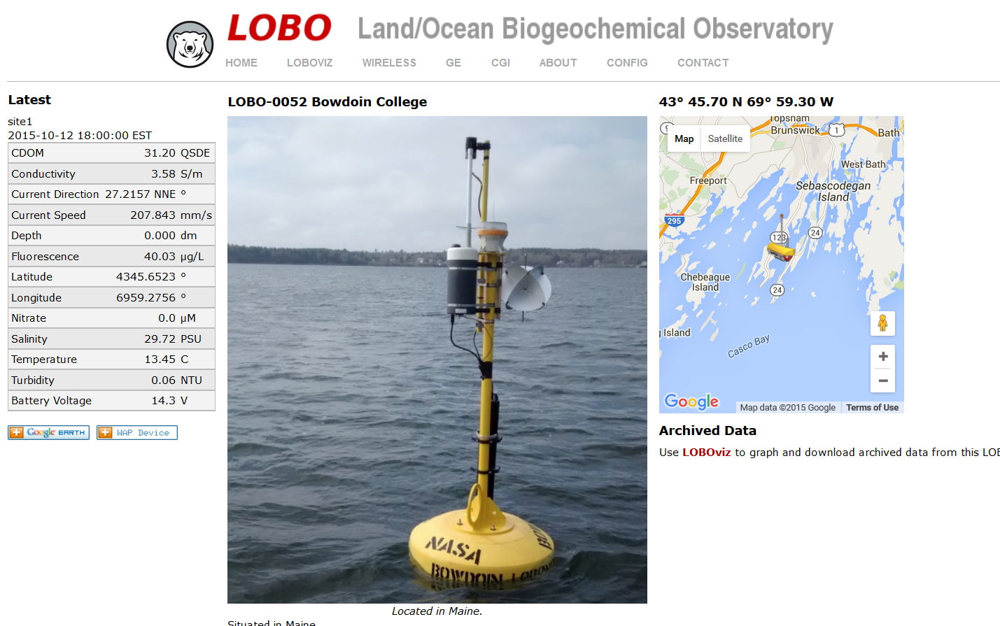 LOBO Land/Ocean Biogeochemical Observatory
HOME LOBOVIZ WIRELESS GE CGI ABOUT CONFIG CONTACT
Latest
site1
2015-10-12 18:00:00 EST
CDOM 31.20 QSDE
Conductivity 3.58 S/m
Current Direction 27.2157 NNE °
Current Speed 207.843 mm/s
Depth 0.000 dm
Fluorescence 40.03 µg/L
Latitude 4345.6523 °
Longitude 6959.2756 °
Nitrate 0.0 µM
Salinity 29.72 PSU
Temperature 13.45 C
Turbidity 0.06 NTU
Battery Voltage 14.3 V
Google EARTH
WAP Device
LOBO-0052 Bowdoin College
NASA
BOWDOIN LOBO
Located in Maine.
Situated in Maine
43° 45.70 N 69° 59.30 W
Map Satellite
Topsham
Brunswick
1
Bath
West Bath
Freeport
Sebascodegan
Island
295
123
24
Chebeague
Island
24
Island
Casco Bay
+
−
Google
Map data ©2015 Google
Terms of Use
Archived Data
Use LOBOviz to graph and download archived data from this